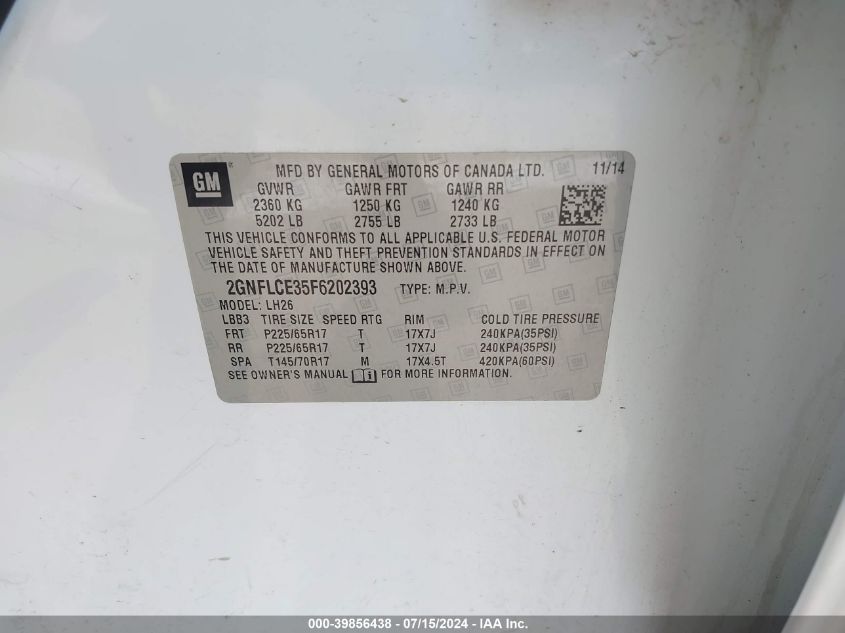 GM MFD BY GENERAL MOTORS OF CANADA LTD. 11/14
GVWR GAWR FRT GAWR RR
2360 KG 1250 KG 1240 KG
5202 LB 2755 LB 2733 LB
THIS VEHICLE CONFORMS TO ALL APPLICABLE U.S. FEDERAL MOTOR
VEHICLE SAFETY AND THEFT PREVENTION STANDARDS IN EFFECT ON
THE DATE OF MANUFACTURE SHOWN ABOVE.
2GNFLCE35F6202393 TYPE: M.P.V.
MODEL: LH26
LBB3 TIRE SIZE SPEED RTG RIM COLD TIRE PRESSURE
FRT P225/65R17 T 17X7J 240KPA(35PSI)
RR P225/65R17 T 17X7J 240KPA(35PSI)
SPA T145/70R17 M 17X4.5T 420KPA(60PSI)
SEE OWNER'S MANUAL FOR MORE INFORMATION.
000-39856438 - 07/15/2024 - IAA Inc.